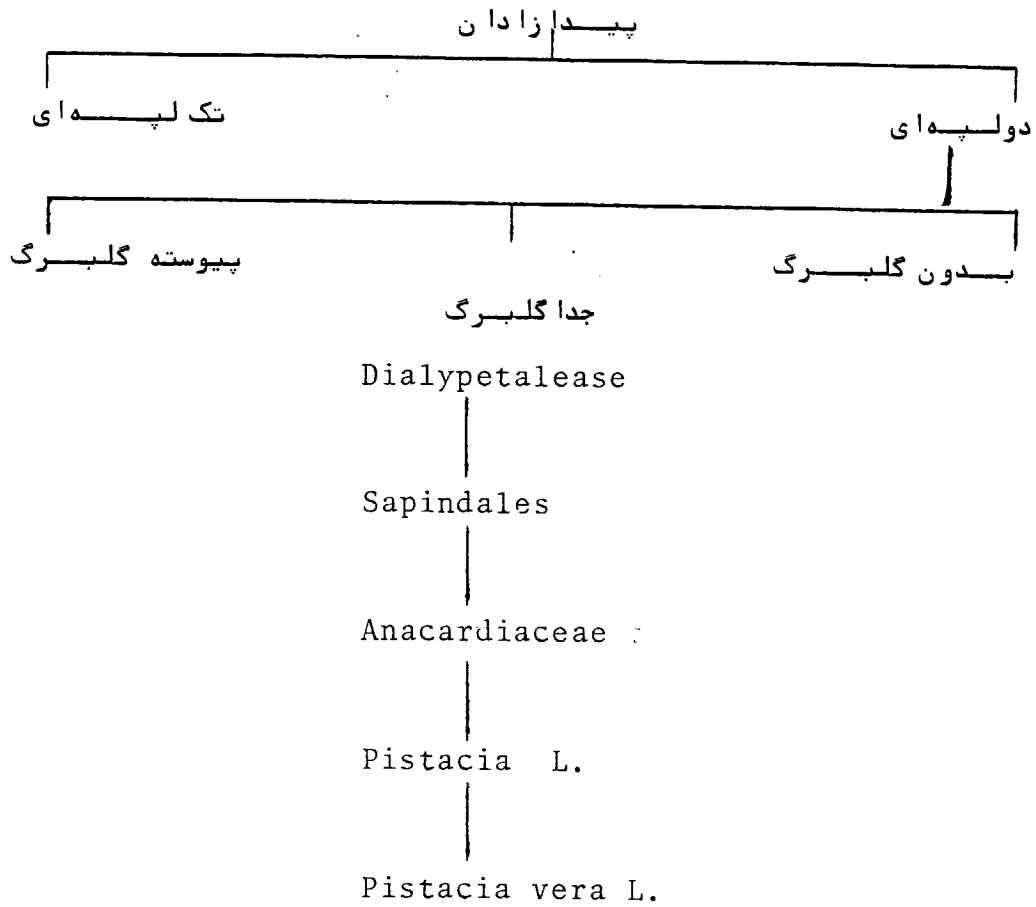 پیدازادان
دولپه‌ای
تک لپه‌ای
بدون گلبرگ
پیوسته گلبرگ
جدا گلبرگ
Dialypetalease
Sapindales
Anacardiaceae
Pistacia L.
Pistacia vera L.